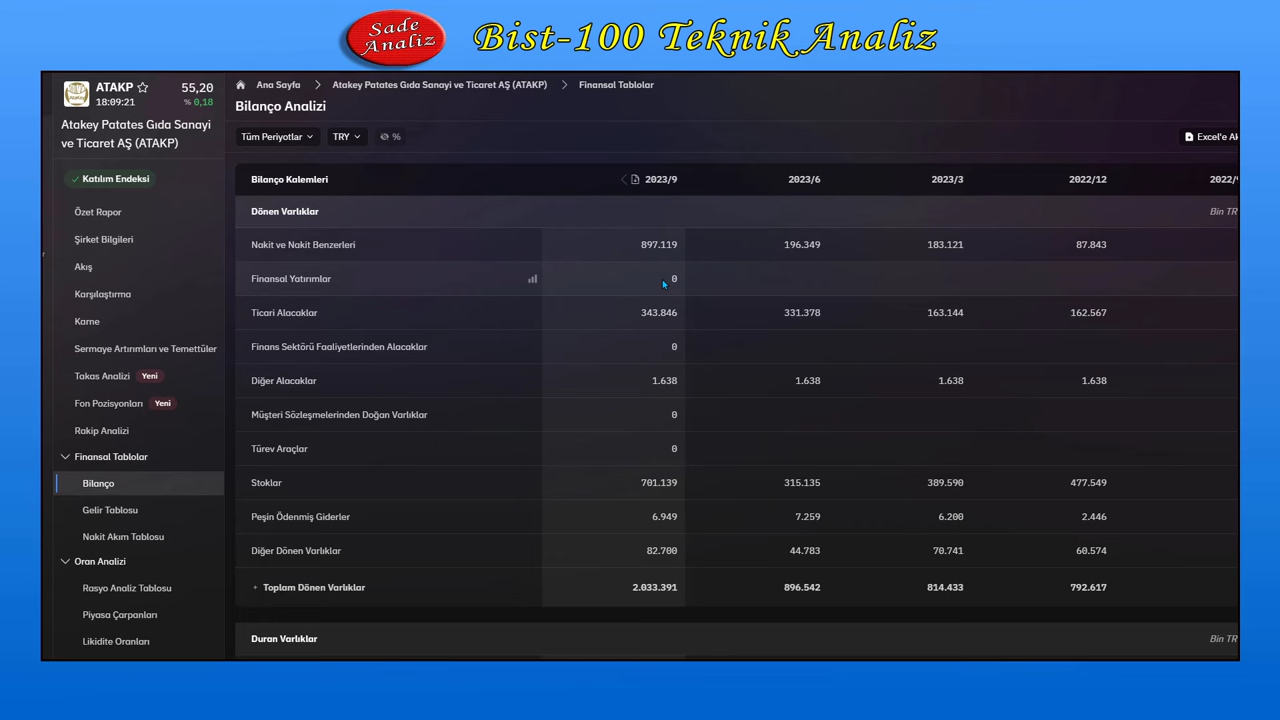 Sade
Analiz
Bist-100 Teknik Analiz
ATAKP 55,20
18:09:21 % 0,18
Atakey Patates Gıda Sanayi
ve Ticaret AŞ (ATAKP)
Katılım Endeksi
Özet Rapor
Şirket Bilgileri
Akış
Karşılaştırma
Karne
Sermaye Artırımları ve Temettüler
Takas Analizi Yeni
Fon Pozisyonları Yeni
Rakip Analizi
Finansal Tablolar
Bilanço
Gelir Tablosu
Nakit Akım Tablosu
Oran Analizi
Rasyo Analiz Tablosu
Piyasa Çarpanları
Likidite Oranları
Ana Sayfa > Atakey Patates Gıda Sanayi ve Ticaret AŞ (ATAKP) > Finansal Tablolar
Bilanço Analizi
Tüm Periyotlar TRY % Excel'e Ak
Bilanço Kalemleri 2023/9 2023/6 2023/3 2022/12 2022/
Dönen Varlıklar Bin TR
Nakit ve Nakit Benzerleri 897.119 196.349 183.121 87.843
Finansal Yatırımlar 0
Ticari Alacaklar 343.846 331.378 163.144 162.567
Finans Sektörü Faaliyetlerinden Alacaklar 0
Diğer Alacaklar 1.638 1.638 1.638 1.638
Müşteri Sözleşmelerinden Doğan Varlıklar 0
Türev Araçlar 0
Stoklar 701.139 315.135 389.590 477.549
Peşin Ödenmiş Giderler 6.949 7.259 6.200 2.446
Diğer Dönen Varlıklar 82.700 44.783 70.741 60.574
+ Toplam Dönen Varlıklar 2.033.391 896.542 814.433 792.617
Duran Varlıklar Bin TR